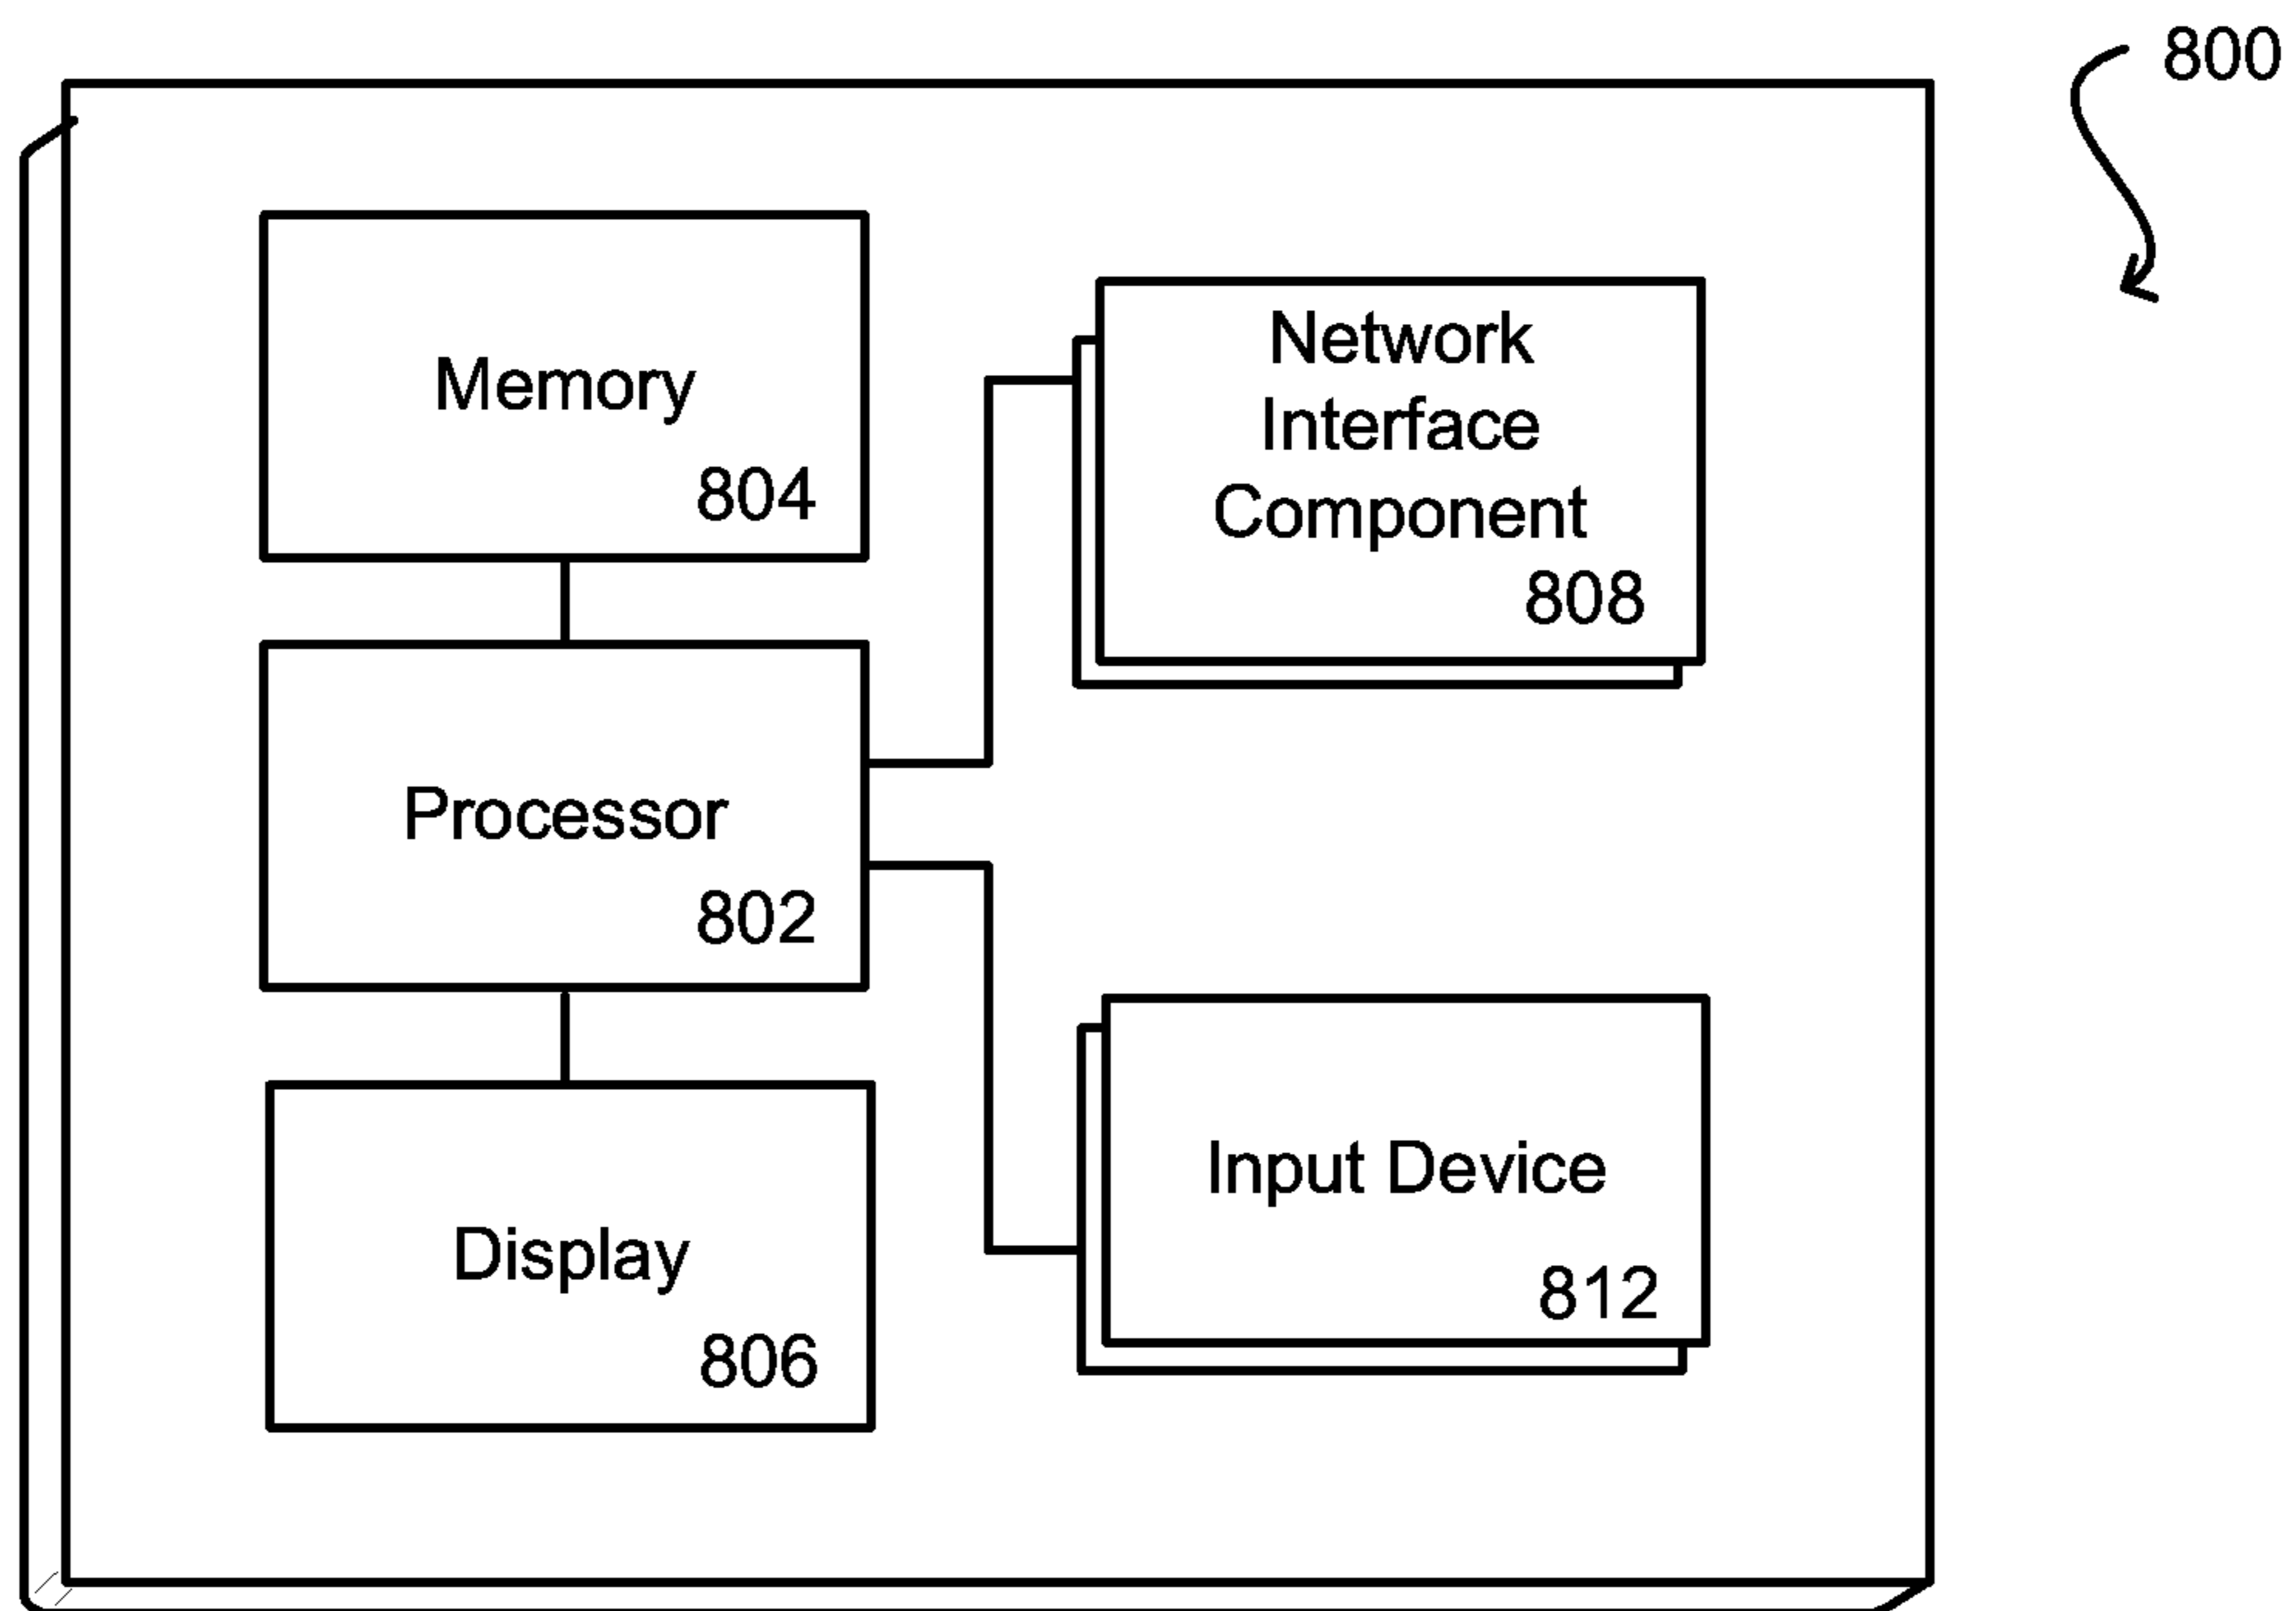 800
Memory
804
Network
Interface
Component
808
Processor
802
Input Device
812
Display
806